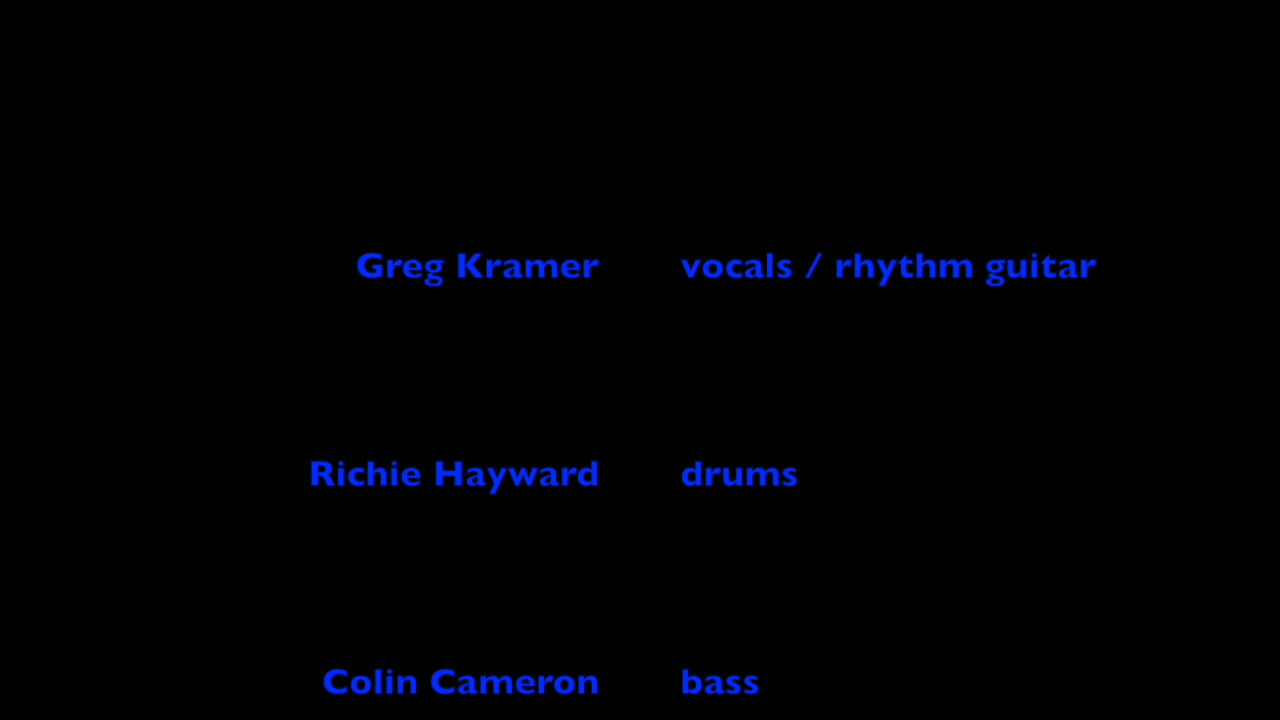 Greg Kramer vocals / rhythm guitar
Richie Hayward drums
Colin Cameron bass